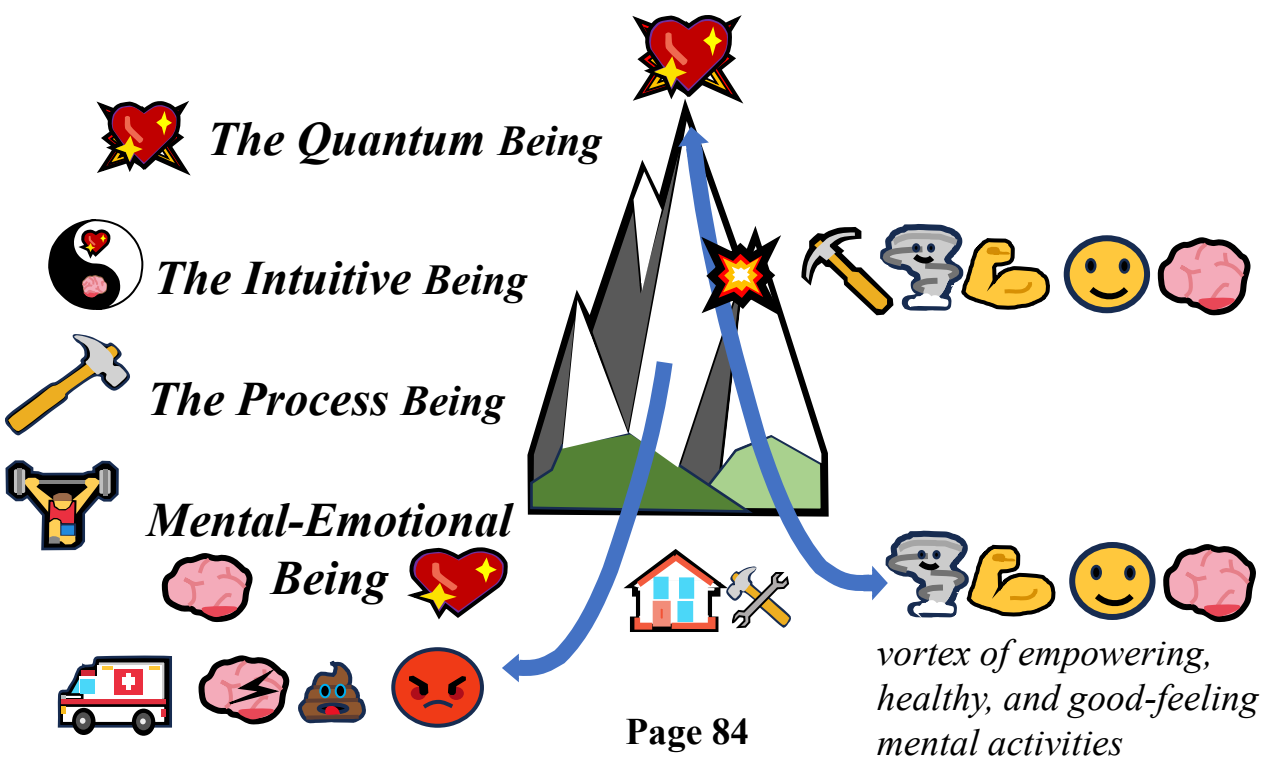 The Quantum Being
The Intuitive Being
The Process Being
Mental-Emotional
Being
Page 84
vortex of empowering,
healthy, and good-feeling
mental activities